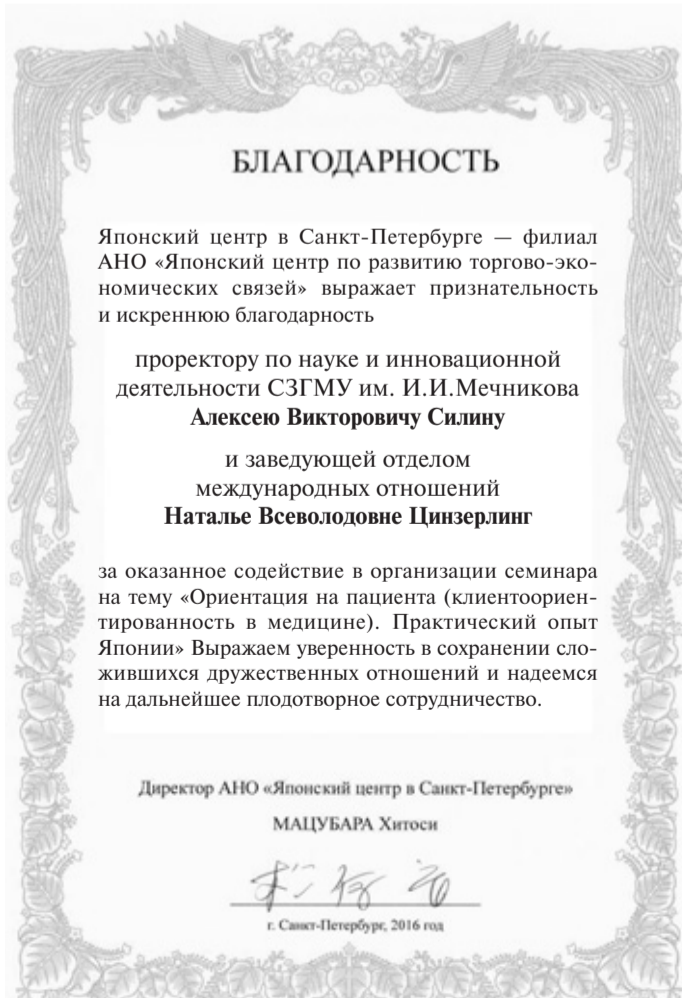 БЛАГОДАРНОСТЬ
Японский центр в Санкт-Петербурге — филиал
АНО «Японский центр по развитию торгово-эко-
номических связей» выражает признательность
и искреннюю благодарность
проректору по науке и инновационной
деятельности СЗГМУ им. И.И.Мечникова
Алексею Викторовичу Силину
и заведующей отделом
международных отношений
Наталье Всеволодовне Цинзерлинг
за оказанное содействие в организации семинара
на тему «Ориентация на пациента (клиентоориен-
тированность в медицине). Практический опыт
Японии» Выражаем уверенность в сохранении сло-
жившихся дружественных отношений и надеемся
на дальнейшее плодотворное сотрудничество.
Директор АНО «Японский центр в Санкт-Петербурге»
МАЦУБАРА Хитоси
г. Санкт-Петербург, 2016 год